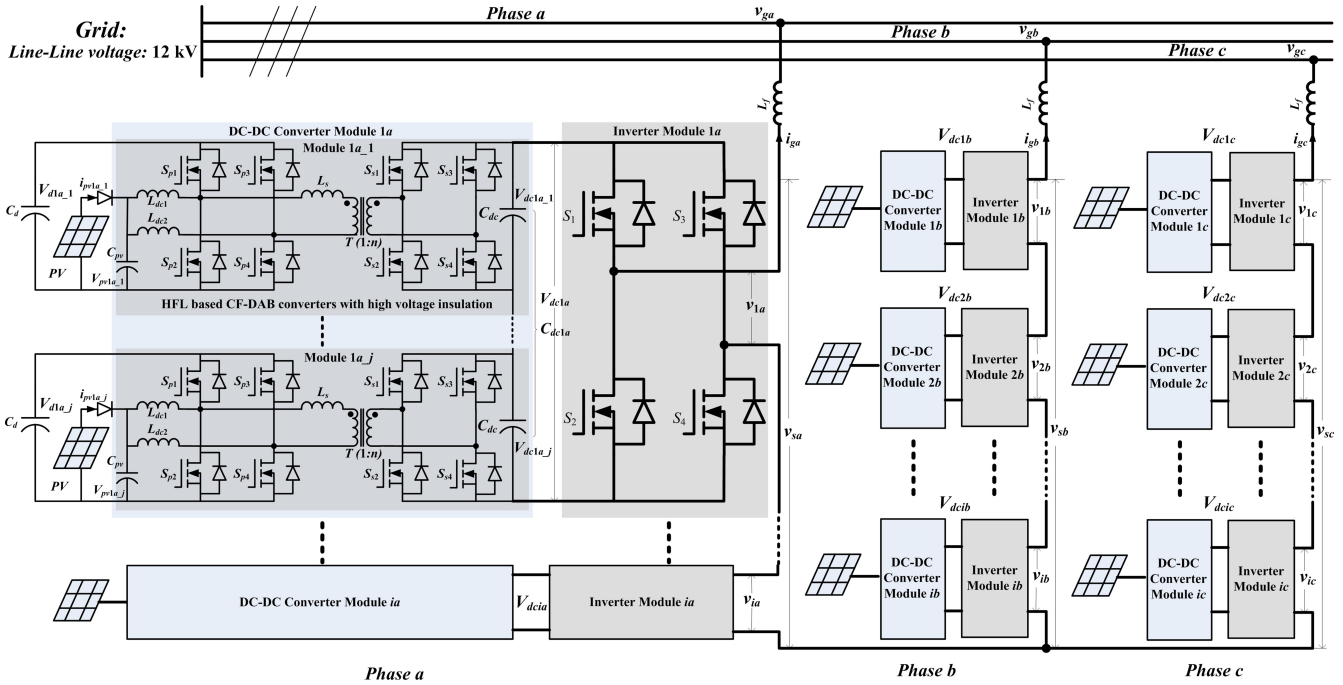 Grid:
Line-Line voltage: 12 kV
Phase a
v_ga
Phase b
v_gb
Phase c
v_gc
L_f
L_f
L_f
i_ga
i_gb
i_gc
DC-DC Converter Module 1a
Module 1a_1
Inverter Module 1a
V_d1a_1
C_d
i_pv1a_1
PV
L_dc1
L_dc2
C_pv
V_pv1a_1
S_p1
S_p3
S_p2
S_p4
L_s
T (1:n)
S_s1
S_s3
S_s2
S_s4
C_dc
V_dc1a_1
HFL based CF-DAB converters with high voltage insulation
V_dc1a
C_dc1a
S_1
S_3
S_2
S_4
v_1a
v_sa
Module 1a_j
V_d1a_j
C_d
i_pv1a_j
PV
L_dc1
L_dc2
C_pv
V_pv1a_j
S_p1
S_p3
S_p2
S_p4
L_s
T (1:n)
S_s1
S_s3
S_s2
S_s4
C_dc
V_dc1a_j
DC-DC Converter Module ia
V_dcia
Inverter Module ia
v_ia
Phase a
V_dc1b
DC-DC
Converter
Module 1b
Inverter
Module 1b
v_1b
V_dc2b
DC-DC
Converter
Module 2b
Inverter
Module 2b
v_2b
v_sb
V_dcib
DC-DC
Converter
Module ib
Inverter
Module ib
v_ib
Phase b
V_dc1c
DC-DC
Converter
Module 1c
Inverter
Module 1c
v_1c
V_dc2c
DC-DC
Converter
Module 2c
Inverter
Module 2c
v_2c
v_sc
V_dcic
DC-DC
Converter
Module ic
Inverter
Module ic
v_ic
Phase c